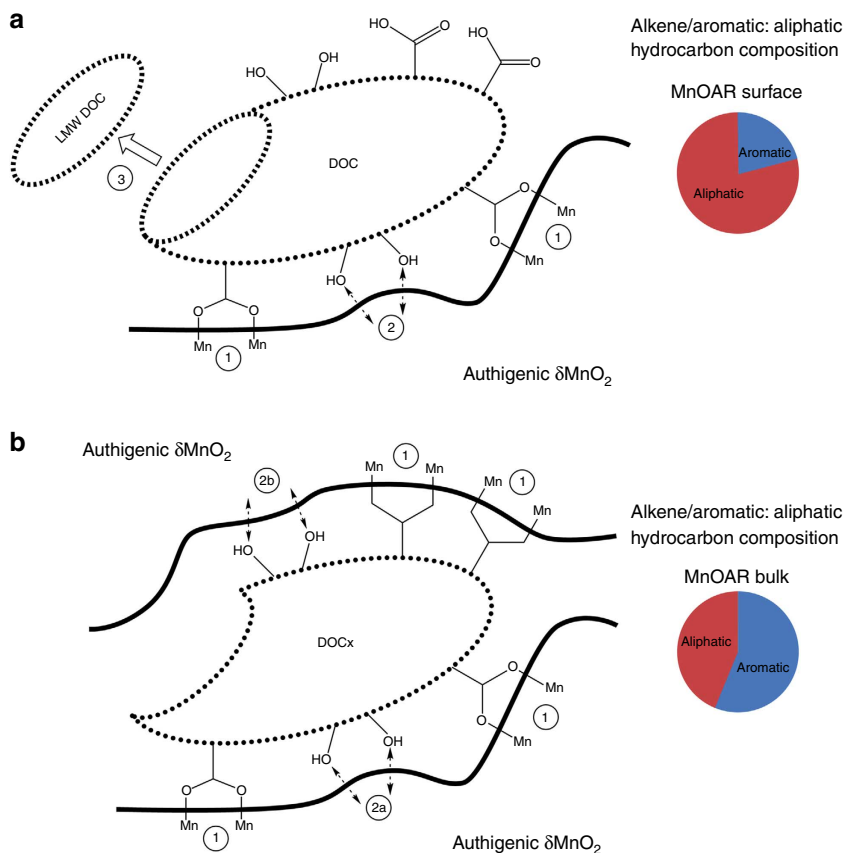 a
Alkene/aromatic: aliphatic
hydrocarbon composition
MnOAR surface
Aromatic
Aliphatic
HO
O
HO
O
HO
OH
LMW DOC
3
DOC
O
Mn
O
1
Mn
HO
OH
O
O
Mn
1
Mn
2
Authigenic δMnO₂
b
Authigenic δMnO₂
1
Mn
Mn
1
Mn
Mn
2b
HO
OH
Alkene/aromatic: aliphatic
hydrocarbon composition
MnOAR bulk
Aliphatic
Aromatic
DOCx
O
Mn
O
1
Mn
HO
OH
O
O
Mn
1
Mn
2a
Authigenic δMnO₂